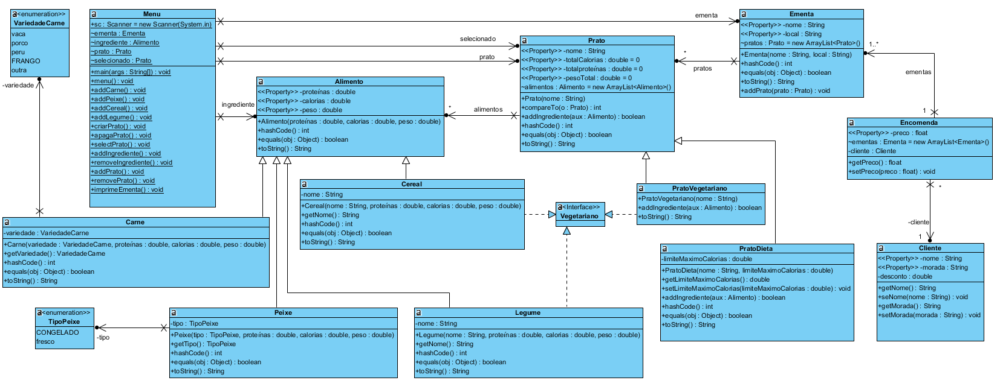 <<enumeration>>
VariedadeCarne
vaca
porco
peru
FRANGO
outra
-variedade
Menu
+sc : Scanner = new Scanner(System.in)
~ementa : Ementa
~ingrediente : Alimento
~prato : Prato
~selecionado : Prato
+main(args : String[]) : void
+menu() : void
+addCarne() : void
+addPeixe() : void
+addCereal() : void
+addLegume() : void
+criarPrato() : void
+apagaPrato() : void
+selectPrato() : void
+addIngrediente() : void
+removeIngrediente() : void
+addPrato() : void
+removePrato() : void
+imprimeEmenta() : void
ementa
selecionado
prato
ingrediente
Alimento
<<Property>> -proteínas : double
<<Property>> -calorias : double
<<Property>> -peso : double
+Alimento(proteínas : double, calorias : double, peso : double)
+hashCode() : int
+equals(obj : Object) : boolean
+toString() : String
*
alimentos
Prato
<<Property>> -nome : String
<<Property>> -totalCalorias : double = 0
<<Property>> -totalproteínas : double = 0
<<Property>> -pesoTotal : double = 0
~alimentos : Alimento = new ArrayList<Alimento>()
+Prato(nome : String)
+compareTo(o : Prato) : int
+addIngrediente(aux : Alimento) : boolean
+hashCode() : int
+equals(obj : Object) : boolean
+toString() : String
*
pratos
Ementa
<<Property>> -nome : String
<<Property>> -local : String
~pratos : Prato = new ArrayList<Prato>()
+Ementa(nome : String, local : String)
+hashCode() : int
+equals(obj : Object) : boolean
+toString() : String
+addPrato(prato : Prato) : void
1..*
ementas
1
Encomenda
<<Property>> -preco : float
~ementas : Ementa = new ArrayList<Ementa>()
-cliente : Cliente
+getPreco() : float
+setPreco(preco : float) : void
*
-cliente
1
Cliente
<<Property>> -nome : String
<<Property>> -morada : String
-desconto : double
+getNome() : String
+seNome(nome : String) : void
+getMorada() : String
+setMorada(morada : String) : void
Cereal
-nome : String
+Cereal(nome : String, proteínas : double, calorias : double, peso : double)
+getNome() : String
+hashCode() : int
+equals(obj : Object) : boolean
+toString() : String
<<Interface>>
Vegetariano
PratoVegetariano
+PratoVegetariano(nome : String)
+addIngrediente(aux : Alimento) : boolean
+toString() : String
Carne
-variedade : VariedadeCarne
+Carne(variedade : VariedadeCarne, proteínas : double, calorias : double, peso : double)
+getVariedade() : VariedadeCarne
+hashCode() : int
+equals(obj : Object) : boolean
+toString() : String
PratoDieta
-limiteMaximoCalorias : double
+PratoDieta(nome : String, limiteMaximoCalorias : double)
+getLimiteMaximoCalorias() : double
+setLimiteMaximoCalorias(limiteMaximoCalorias : double) : void
+addIngrediente(aux : Alimento) : boolean
+hashCode() : int
+equals(obj : Object) : boolean
+toString() : String
<<enumeration>>
TipoPeixe
CONGELADO
fresco
-tipo
Peixe
-tipo : TipoPeixe
+Peixe(tipo : TipoPeixe, proteínas : double, calorias : double, peso : double)
+getTipo() : TipoPeixe
+hashCode() : int
+equals(obj : Object) : boolean
+toString() : String
Legume
-nome : String
+Legume(nome : String, proteínas : double, calorias : double, peso : double)
+getNome() : String
+hashCode() : int
+equals(obj : Object) : boolean
+toString() : String